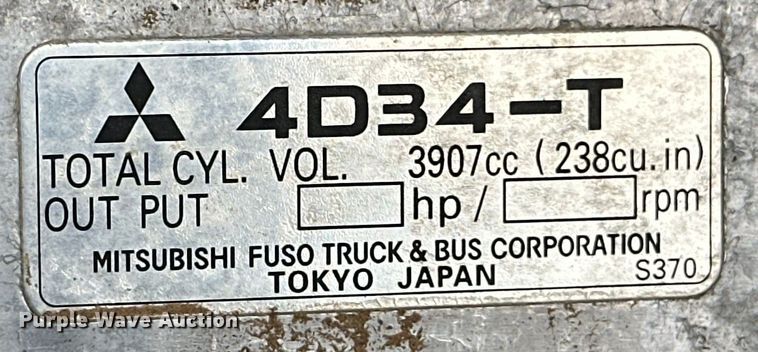 4D34-T
TOTAL CYL. VOL. 3907cc (238cu.in)
OUT PUT hp/ rpm
MITSUBISHI FUSO TRUCK & BUS CORPORATION
TOKYO JAPAN S370
Purple Wave Auction